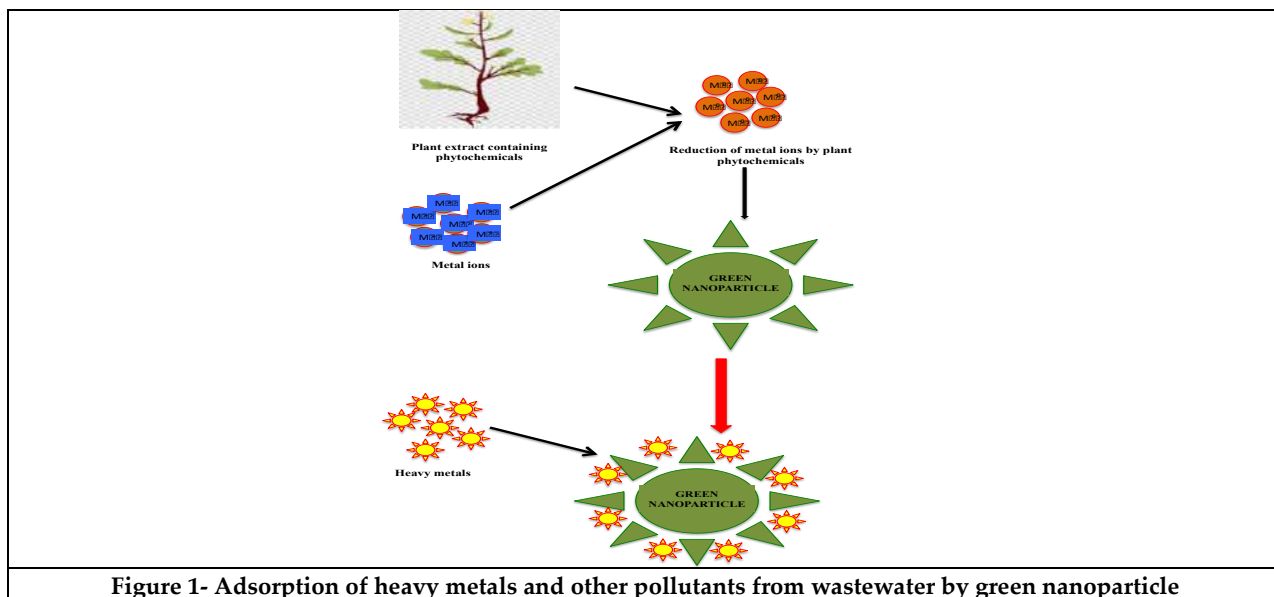 Plant extract containing
phytochemicals
Reduction of metal ions by plant
phytochemicals
Metal ions
GREEN
NANOPARTICLE
Heavy metals
GREEN
NANOPARTICLE
Figure 1- Adsorption of heavy metals and other pollutants from wastewater by green nanoparticle